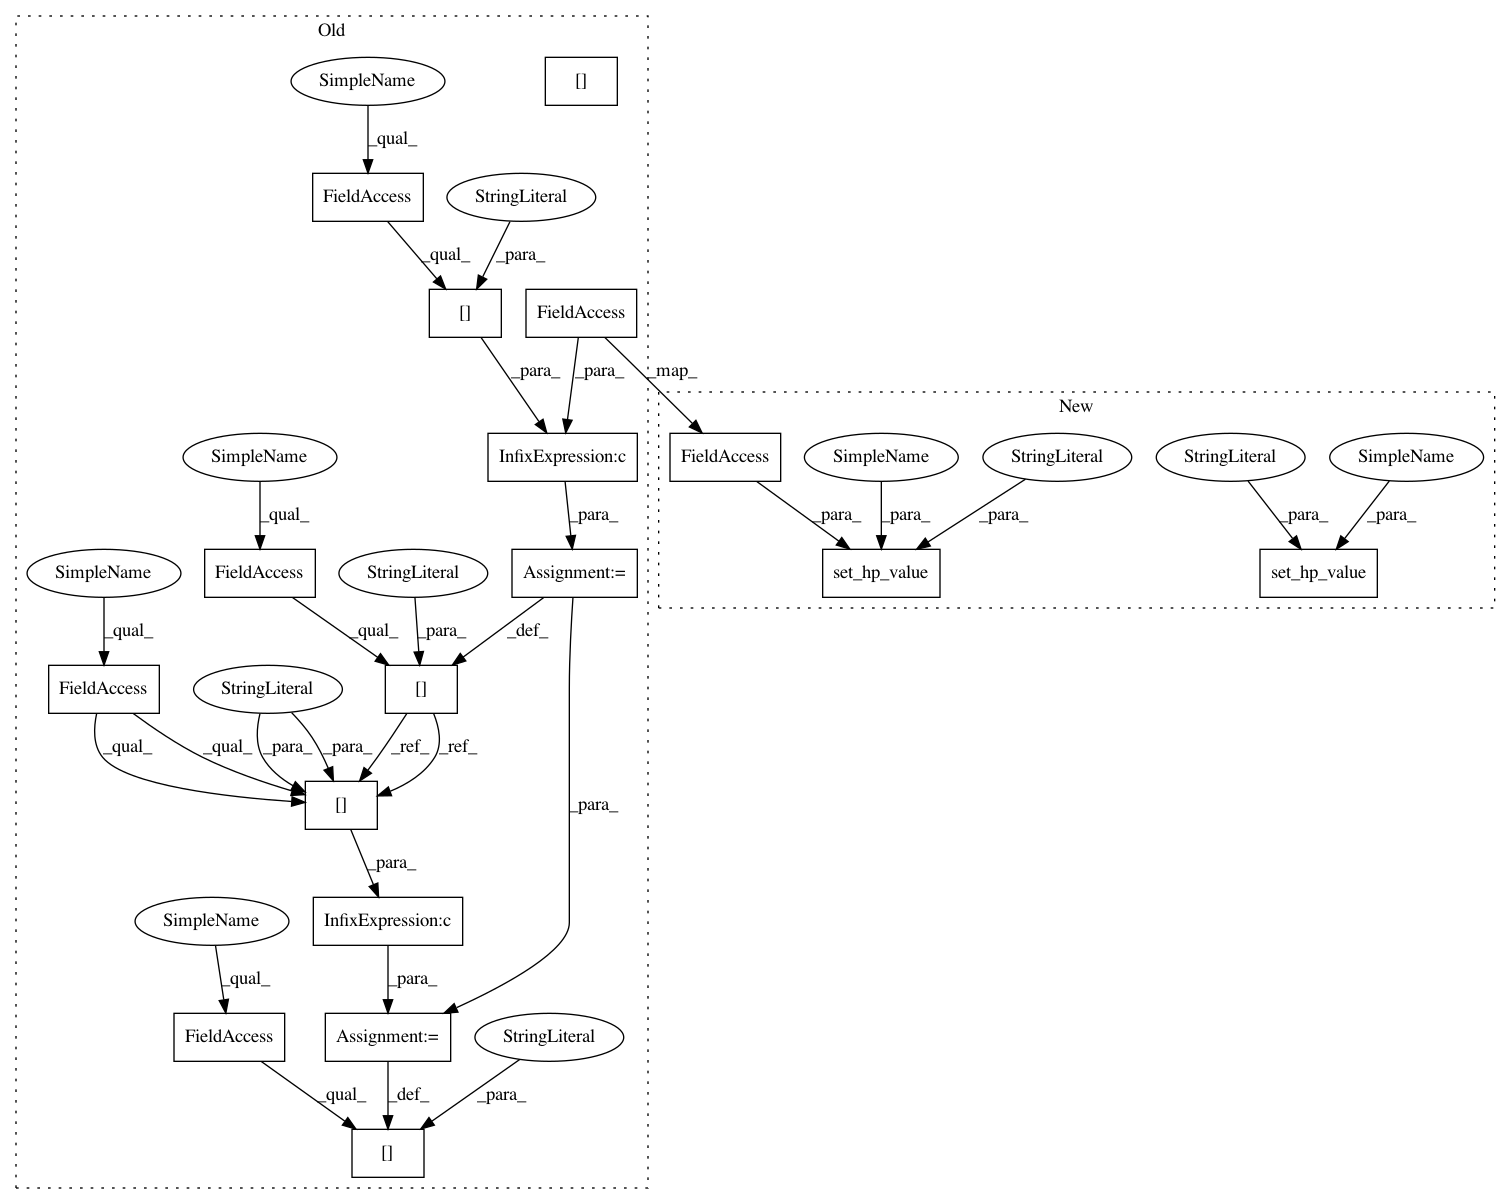 Old
SimpleName
[]
_qual_
FieldAccess
StringLiteral
_qual_
_para_
[]
FieldAccess
_para_
_para_
_map_
New
SimpleName
InfixExpression:c
FieldAccess
SimpleName
StringLiteral
StringLiteral
SimpleName
_qual_
_para_
_para_
_para_
_para_
_para_
_para_
SimpleName
FieldAccess
StringLiteral
Assignment:=
set_hp_value
set_hp_value
_qual_
_qual_
_para_
_def_
FieldAccess
StringLiteral
[]
_qual_
_qual_
_para_
_para_
_ref_
_ref_
[]
_para_
_para_
SimpleName
InfixExpression:c
_qual_
_para_
FieldAccess
Assignment:=
StringLiteral
_qual_
_def_
_para_
[]